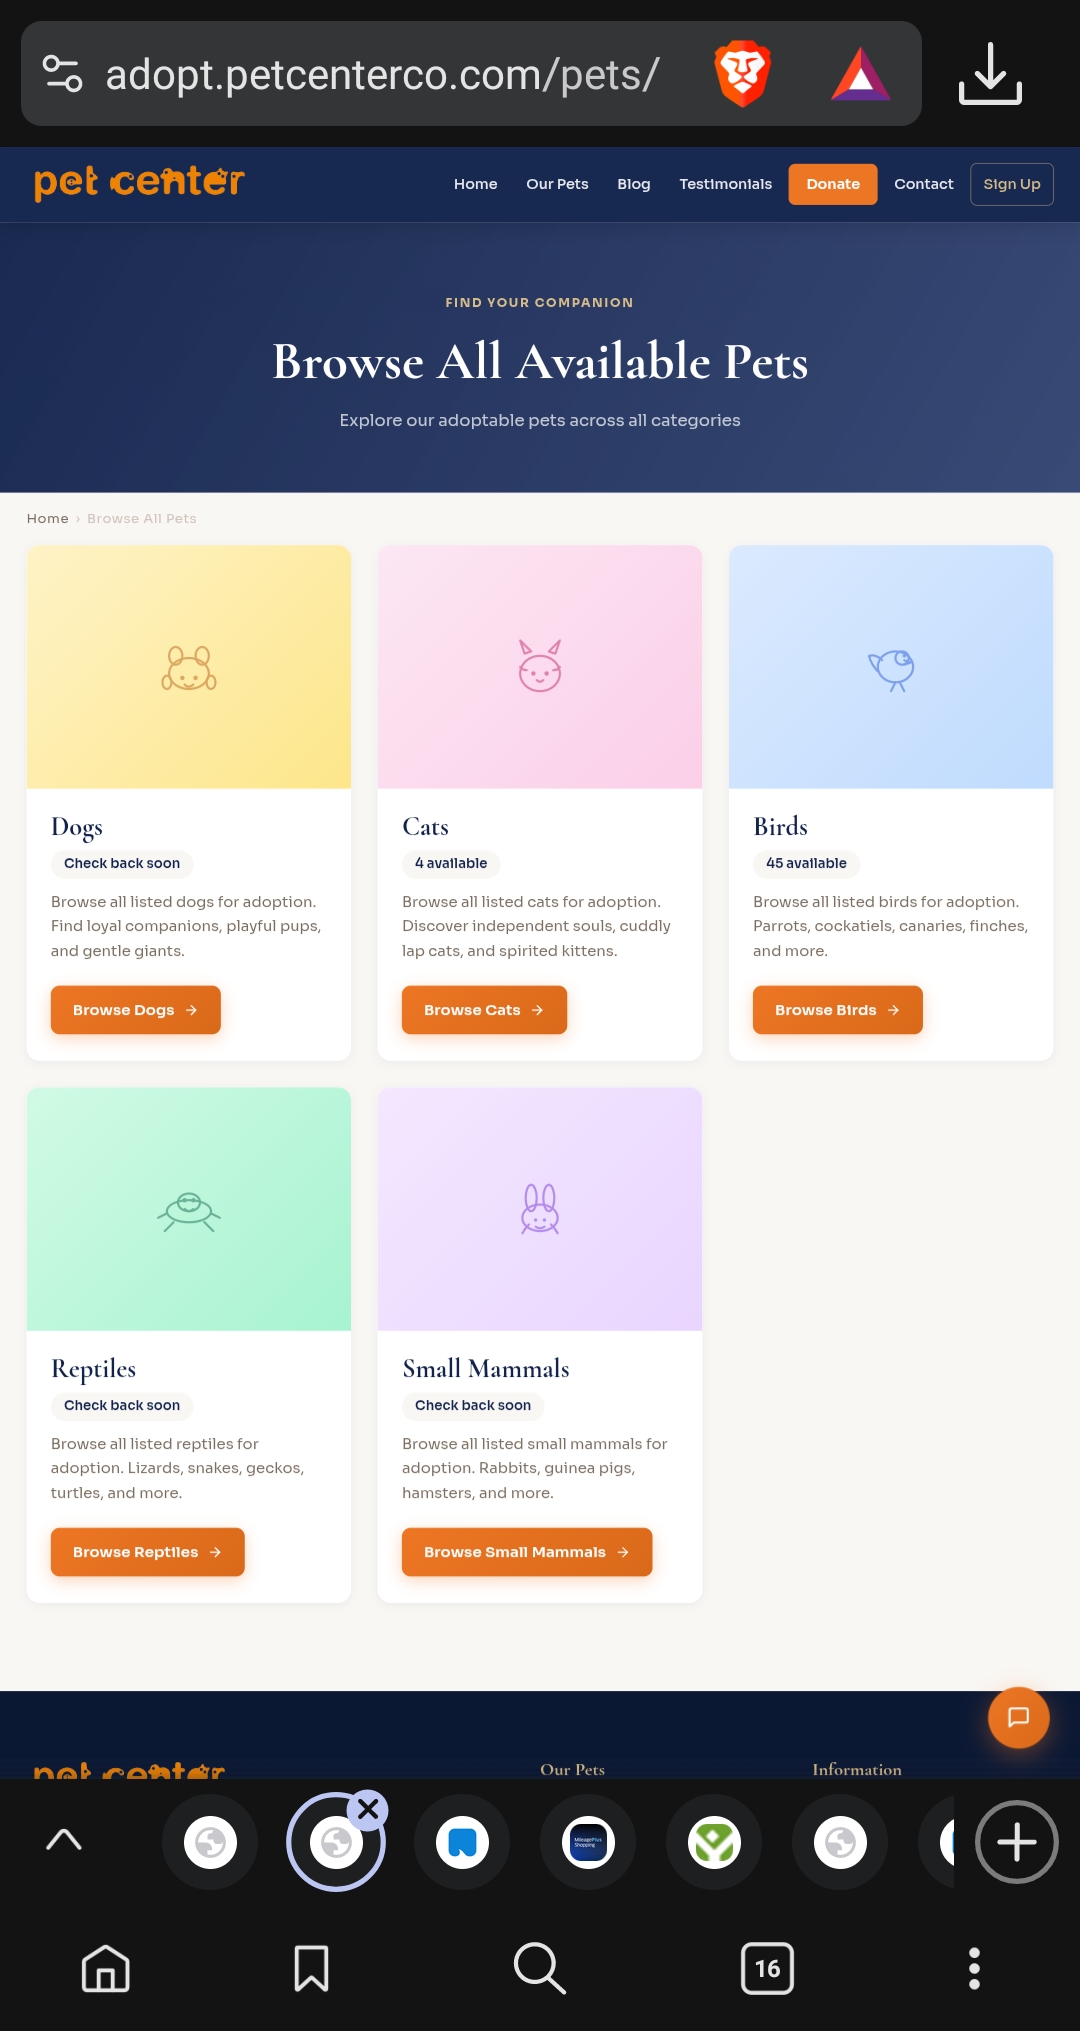 adopt.petcenterco.com/pets/
pet center
Home
Our Pets
Blog
Testimonials
Donate
Contact
Sign Up
FIND YOUR COMPANION
Browse All Available Pets
Explore our adoptable pets across all categories
Home › Browse All Pets
Dogs
Check back soon
Browse all listed dogs for adoption.
Find loyal companions, playful pups,
and gentle giants.
Browse Dogs →
Cats
4 available
Browse all listed cats for adoption.
Discover independent souls, cuddly
lap cats, and spirited kittens.
Browse Cats →
Birds
45 available
Browse all listed birds for adoption.
Parrots, cockatiels, canaries, finches,
and more.
Browse Birds →
Reptiles
Check back soon
Browse all listed reptiles for
adoption. Lizards, snakes, geckos,
turtles, and more.
Browse Reptiles →
Small Mammals
Check back soon
Browse all listed small mammals for
adoption. Rabbits, guinea pigs,
hamsters, and more.
Browse Small Mammals →
pet center
Our Pets
Information
MileagePlus
Shopping
16